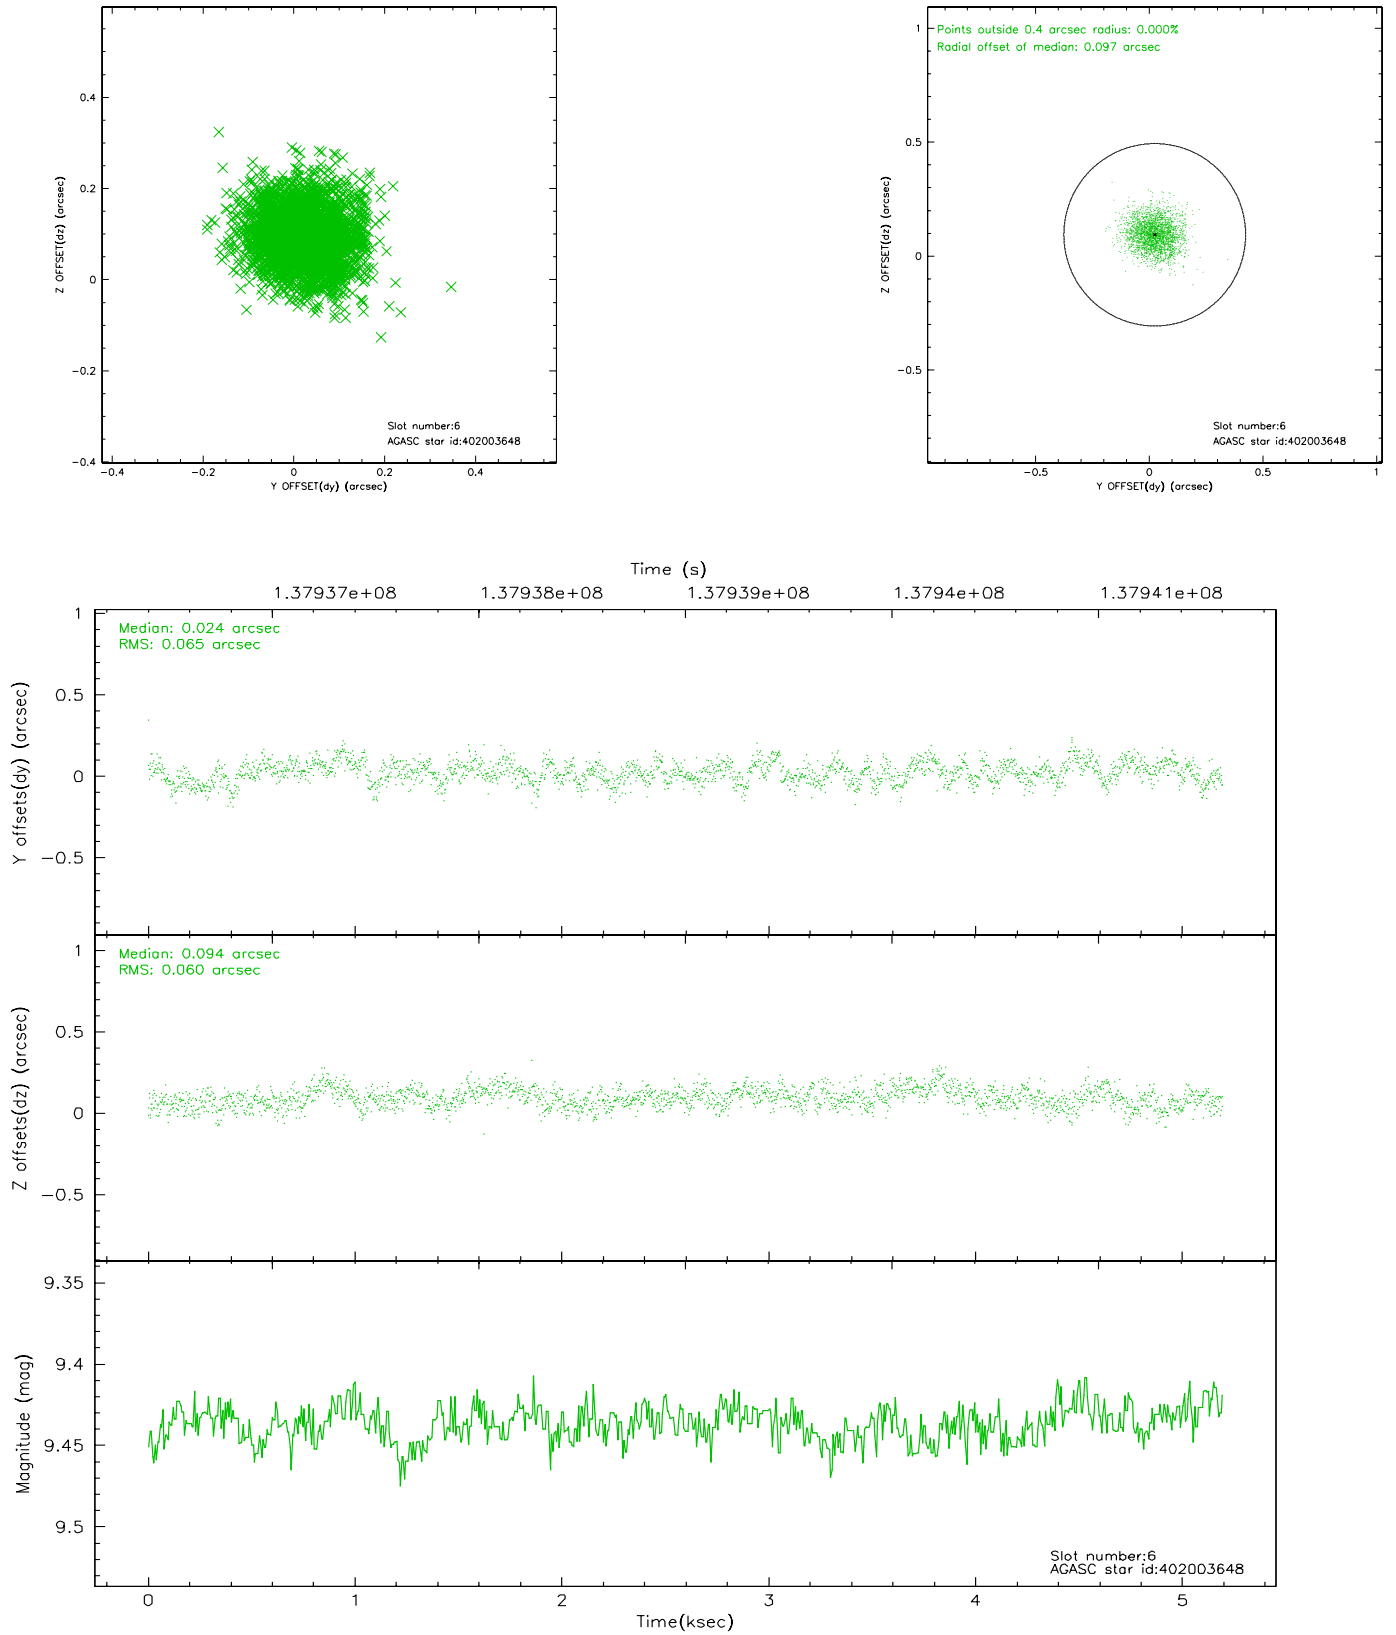 0.4
0.2
0
-0.2
-0.4
Z OFFSET(dz) (arcsec)
Slot number:6
AGASC star id:402003648
-0.4 -0.2 0 0.2 0.4
Y OFFSET(dy) (arcsec)
Points outside 0.4 arcsec radius: 0.000%
Radial offset of median: 0.097 arcsec
1
0.5
0
-0.5
Z OFFSET(dz) (arcsec)
Slot number:6
AGASC star id:402003648
-0.5 0 0.5 1
Y OFFSET(dy) (arcsec)
Time (s)
1.37937e+08 1.37938e+08 1.37939e+08 1.3794e+08 1.37941e+08
Median: 0.024 arcsec
RMS: 0.065 arcsec
1
0.5
0
-0.5
Y offsets(dy) (arcsec)
Median: 0.094 arcsec
RMS: 0.060 arcsec
1
0.5
0
-0.5
Z offsets(dz) (arcsec)
9.35
9.4
9.45
9.5
Magnitude (mag)
Slot number:6
AGASC star id:402003648
0 1 2 3 4 5
Time(ksec)